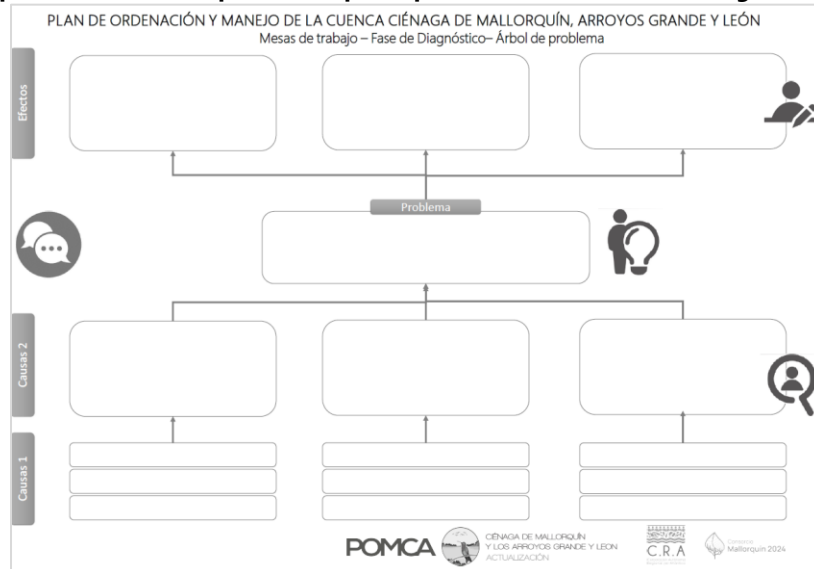 PLAN DE ORDENACIÓN Y MANEJO DE LA CUENCA CIÉNAGA DE MALLORQUÍN, ARROYOS GRANDE Y LEÓN
Mesas de trabajo – Fase de Diagnóstico– Árbol de problema
Efectos
Problema
Causas 2
Causas 1
POMCA
CIÉNAGA DE MALLORQUÍN
Y LOS ARROYOS GRANDE Y LEON
ACTUALIZACIÓN
C.R.A
Consorcio
Mallorquin 2024